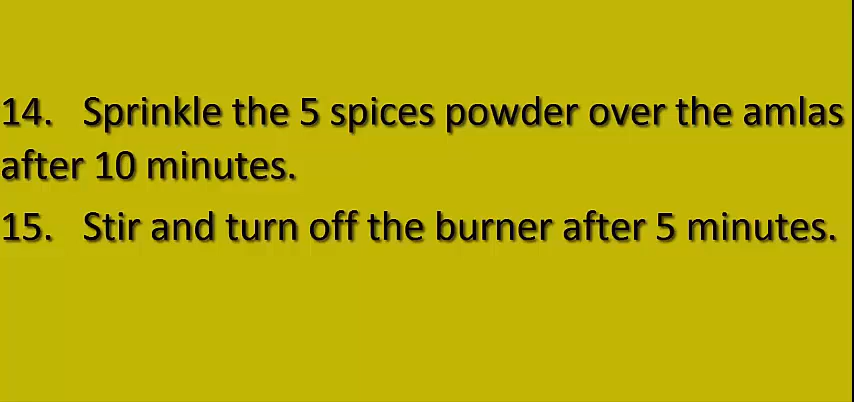 14. Sprinkle the 5 spices powder over the amlas
after 10 minutes.
15. Stir and turn off the burner after 5 minutes.